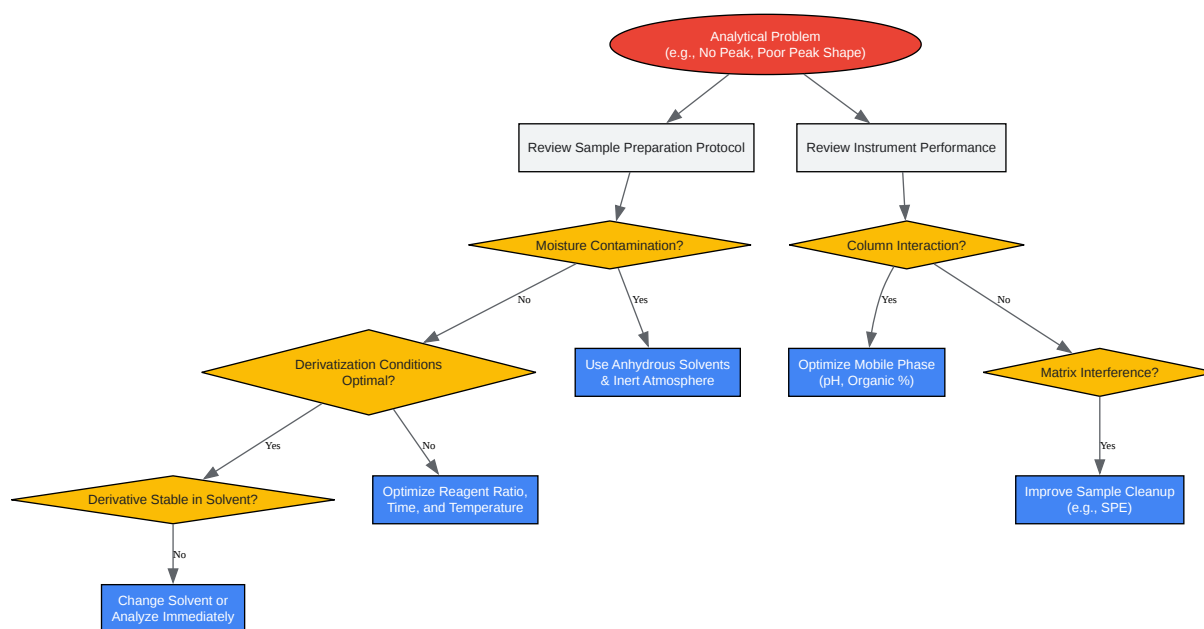 Analytical Problem
(e.g., No Peak, Poor Peak Shape)
Review Sample Preparation Protocol
Review Instrument Performance
Moisture Contamination?
Column Interaction?
No
Yes
Yes
No
Derivatization Conditions
Optimal?
Use Anhydrous Solvents
& Inert Atmosphere
Optimize Mobile Phase
(pH, Organic %)
Matrix Interference?
Yes
No
Yes
Derivative Stable in Solvent?
Optimize Reagent Ratio,
Time, and Temperature
Improve Sample Cleanup
(e.g., SPE)
No
Change Solvent or
Analyze Immediately